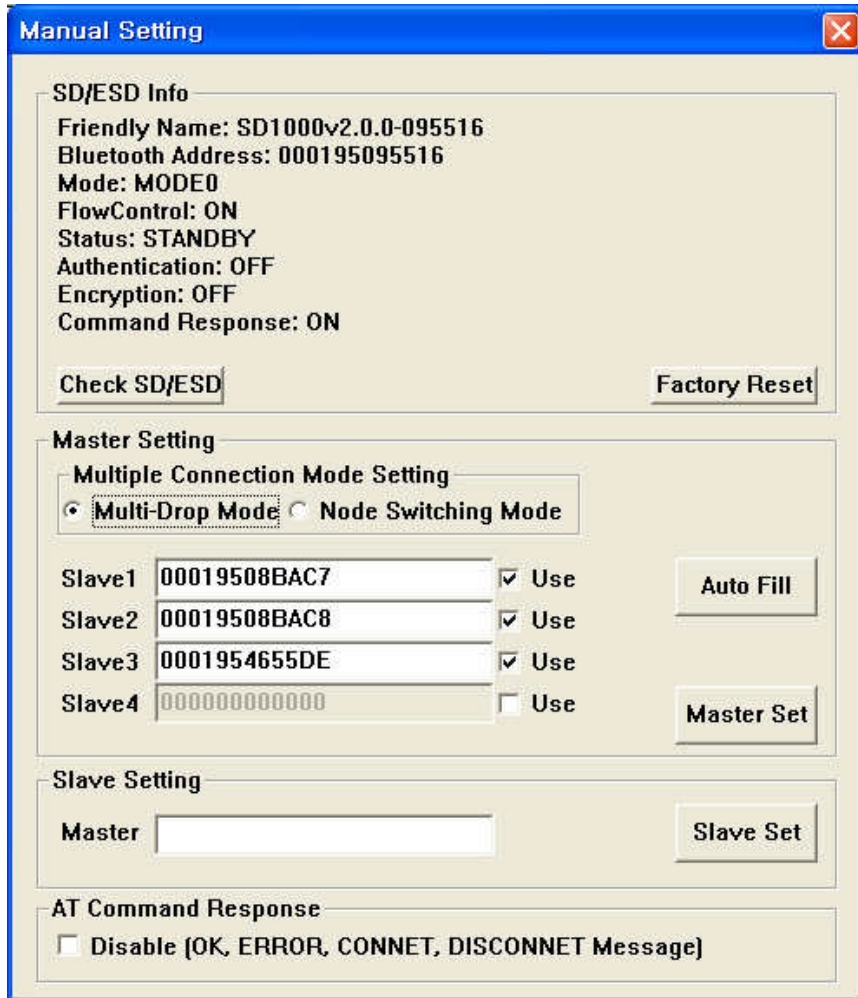 Manual Setting
SD/ESD Info
Friendly Name: SD1000v2.0.0-095516
Bluetooth Address: 000195095516
Mode: MODE0
FlowControl: ON
Status: STANDBY
Authentication: OFF
Encryption: OFF
Command Response: ON
Check SD/ESD Factory Reset
Master Setting
Multiple Connection Mode Setting
Multi-Drop Mode Node Switching Mode
Slave1 00019508BAC7 Use
Auto Fill
Slave2 00019508BAC8 Use
Slave3 0001954655DE Use
Slave4 000000000000 Use
Master Set
Slave Setting
Master Slave Set
AT Command Response
Disable (OK, ERROR, CONNET, DISCONNET Message)